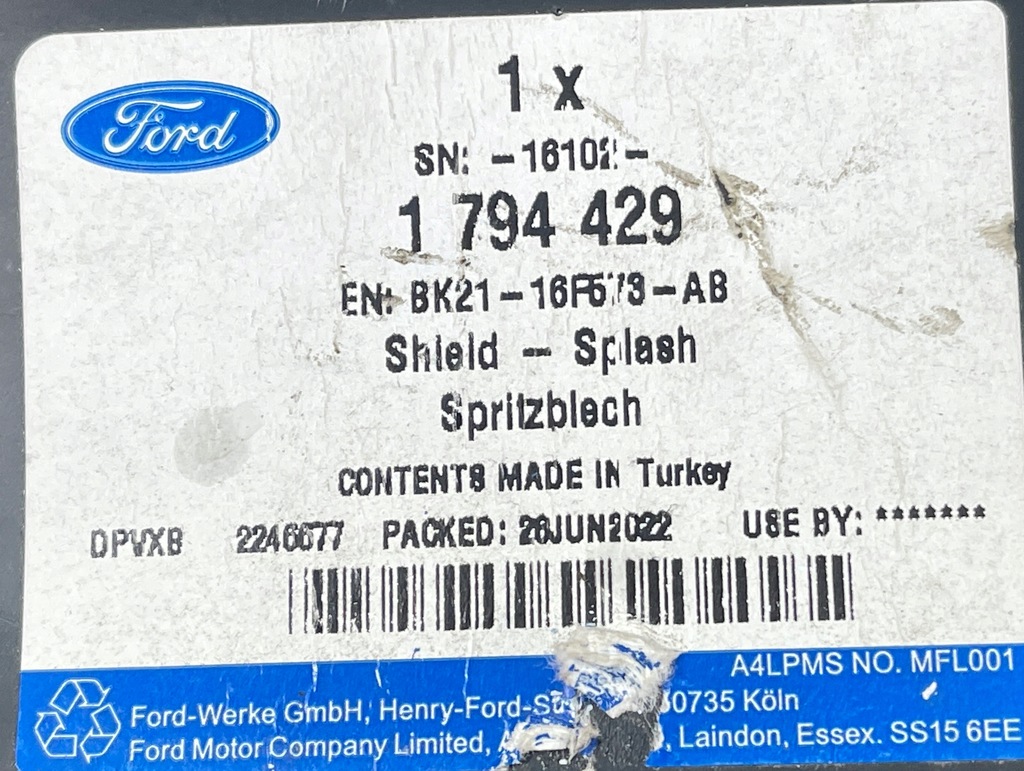 Ford
1 x
SN: -16102-
1 794 429
EN: BK21-16F573-AB
Shield - Splash
Spritzblech
CONTENTS MADE IN Turkey
DPVXB 2246677 PACKED: 26JUN2022 USE BY: *******
A4LPMS NO. MFL001
Ford-Werke GmbH, Henry-Ford- Köln
Ford Motor Company Limited, Laindon, Essex. SS15 6EE